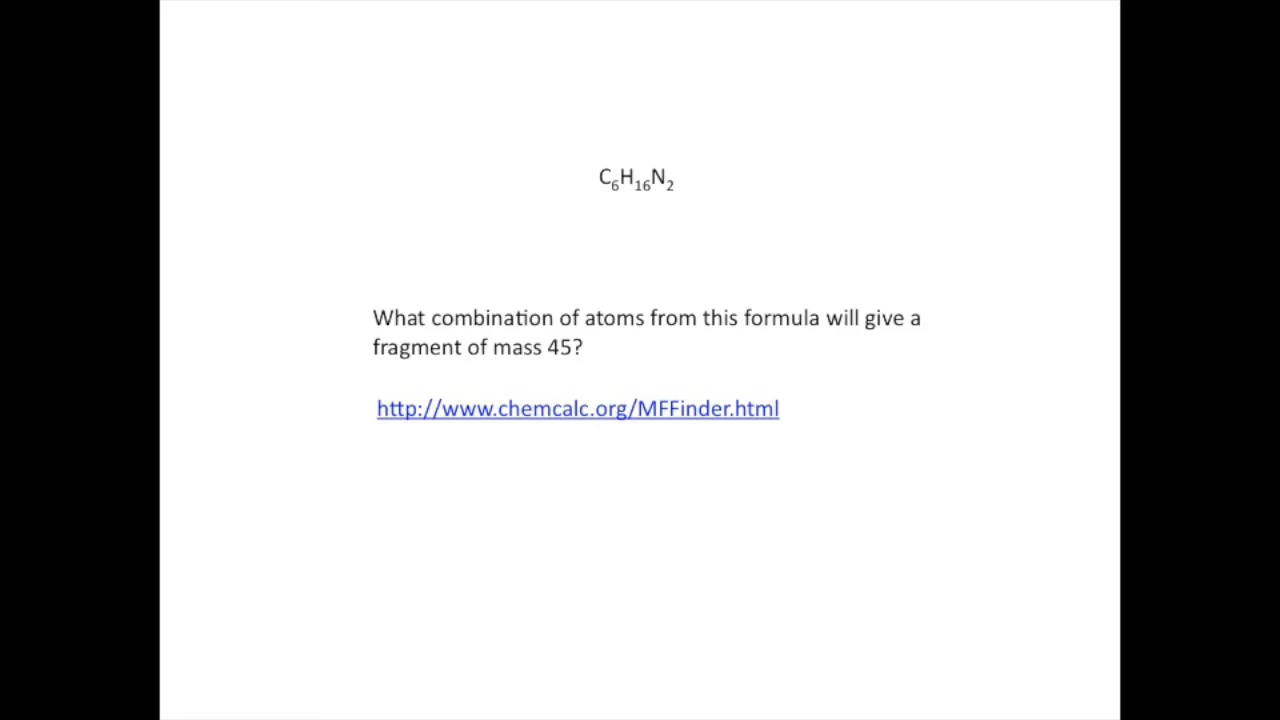 C₆H₁₆N₂
What combination of atoms from this formula will give a
fragment of mass 45?
http://www.chemcalc.org/MFFinder.html